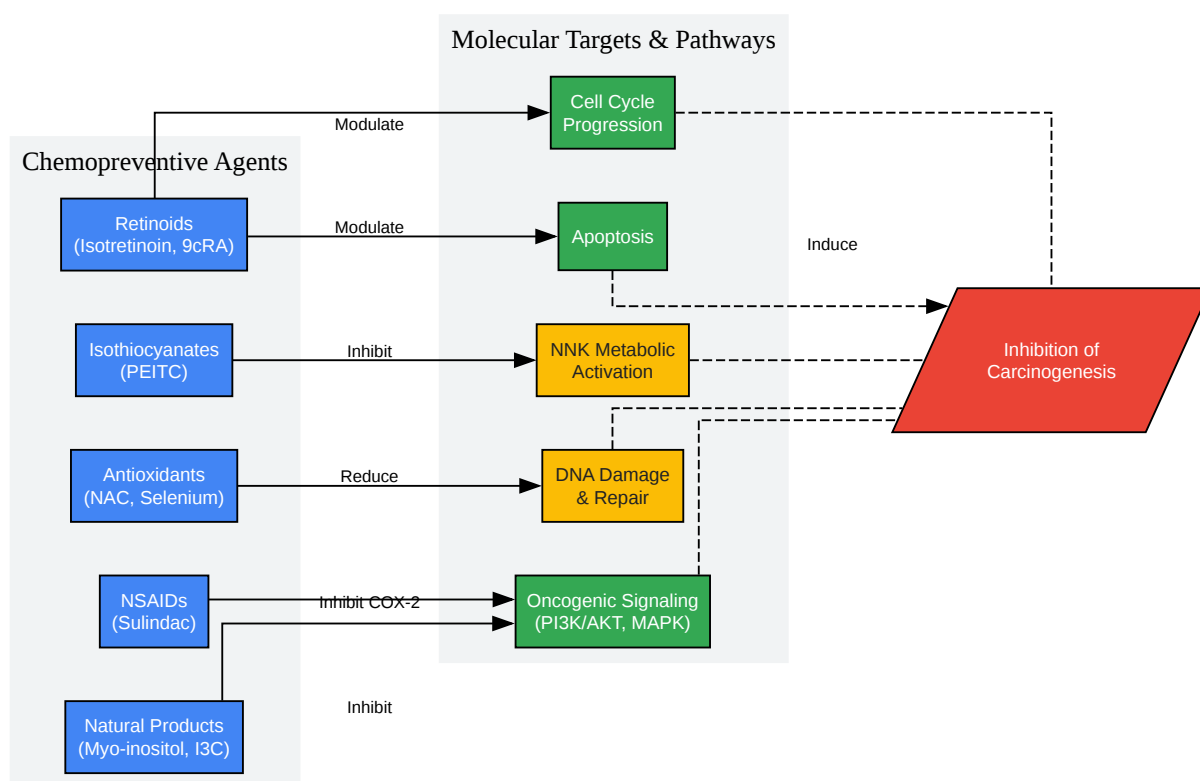 Molecular Targets & Pathways
Cell Cycle
Progression
Modulate
Chemopreventive Agents
Retinoids
(Isotretinoin, 9cRA)
Modulate
Apoptosis
Induce
Isothiocyanates
(PEITC)
Inhibit
NNK Metabolic
Activation
Inhibition of
Carcinogenesis
Antioxidants
(NAC, Selenium)
Reduce
DNA Damage
& Repair
NSAIDs
(Sulindac)
Inhibit COX-2
Oncogenic Signaling
(PI3K/AKT, MAPK)
Natural Products
(Myo-inositol, I3C)
Inhibit